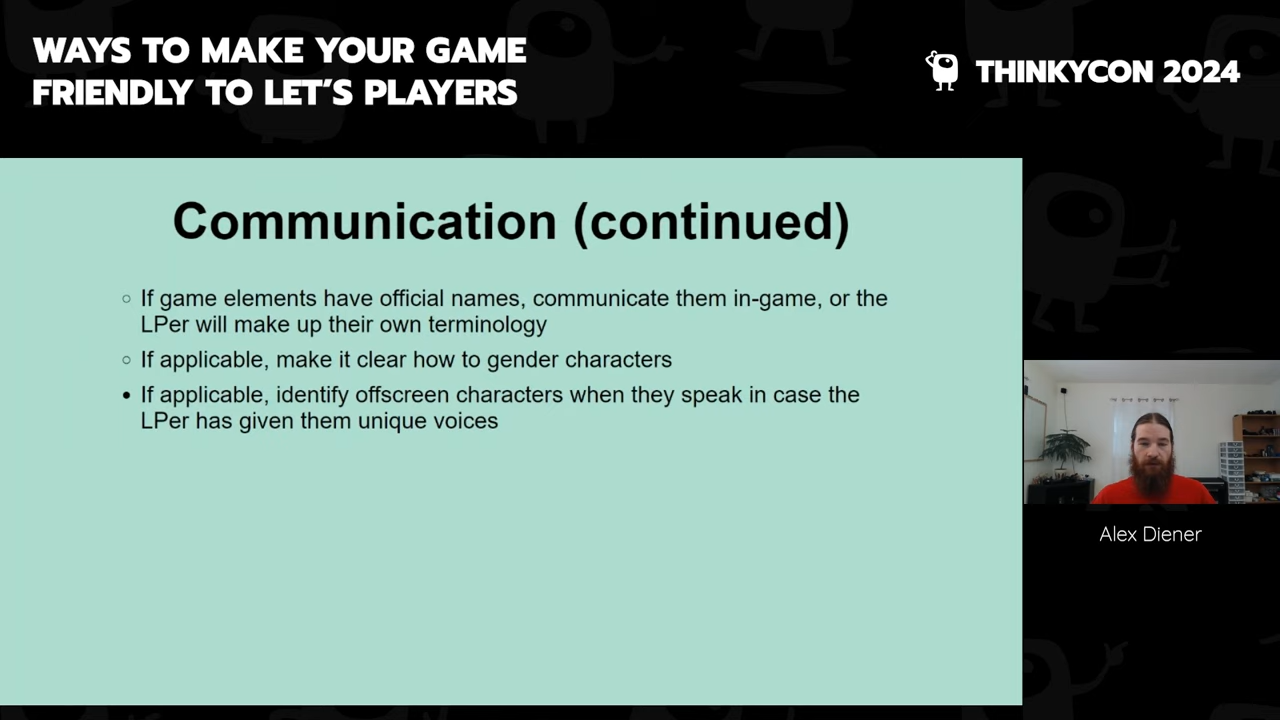 WAYS TO MAKE YOUR GAME
FRIENDLY TO LET'S PLAYERS
THINKYCON 2024
Communication (continued)
○ If game elements have official names, communicate them in-game, or the
LPer will make up their own terminology
○ If applicable, make it clear how to gender characters
• If applicable, identify offscreen characters when they speak in case the
LPer has given them unique voices
Alex Diener